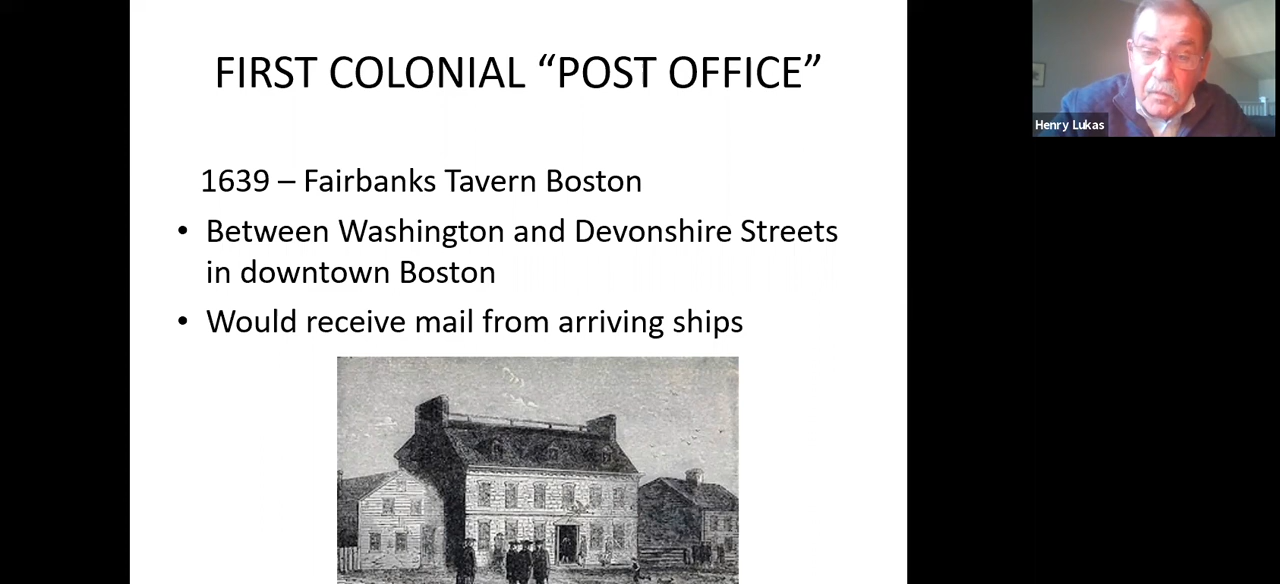 FIRST COLONIAL “POST OFFICE”
Henry Lukas
1639 – Fairbanks Tavern Boston
• Between Washington and Devonshire Streets
in downtown Boston
• Would receive mail from arriving ships